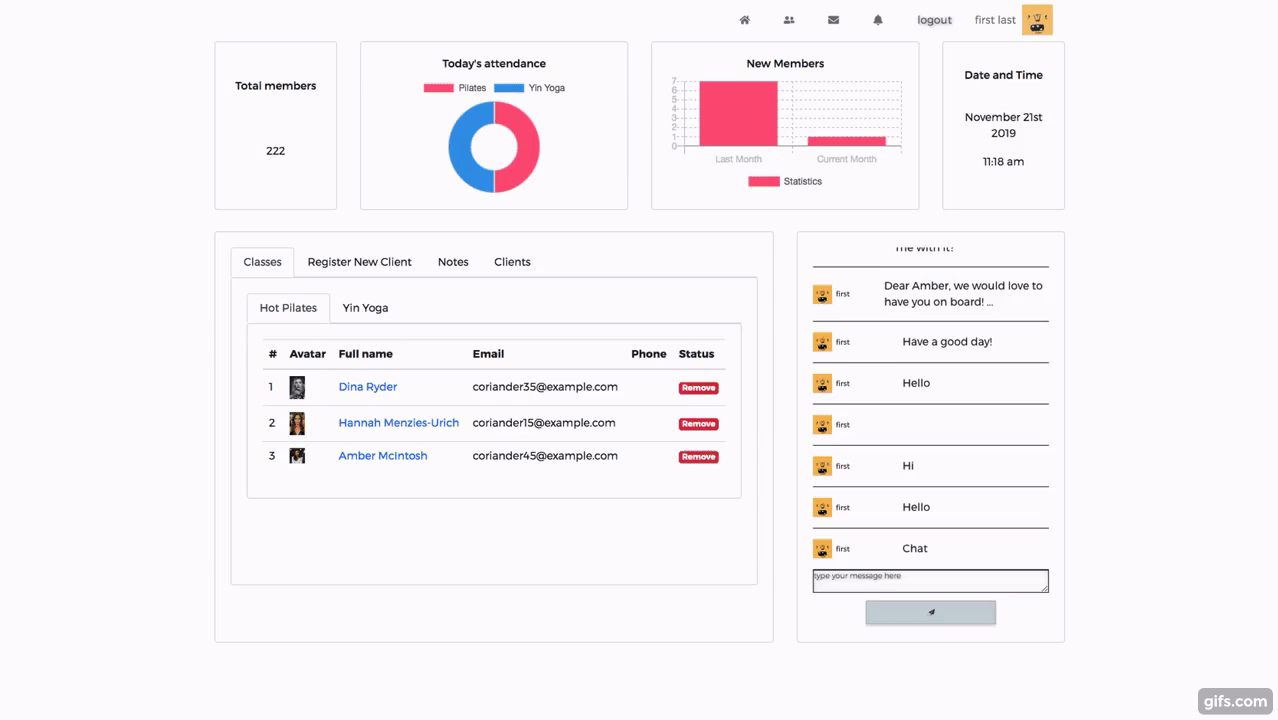 logout first last
Total members
222
Today's attendance
Pilates Yin Yoga
New Members
7
6
5
4
3
2
1
0
Last Month Current Month
Statistics
Date and Time
November 21st
2019
11:18 am
Classes Register New Client Notes Clients
Hot Pilates Yin Yoga
# Avatar Full name Email Phone Status
1 Dina Ryder coriander35@example.com Remove
2 Hannah Menzies-Urich coriander15@example.com Remove
3 Amber McIntosh coriander45@example.com Remove
me with it?
first Dear Amber, we would love to
have you on board! ...
first Have a good day!
first Hello
first
first Hi
first Hello
first Chat
type your message here
gifs.com